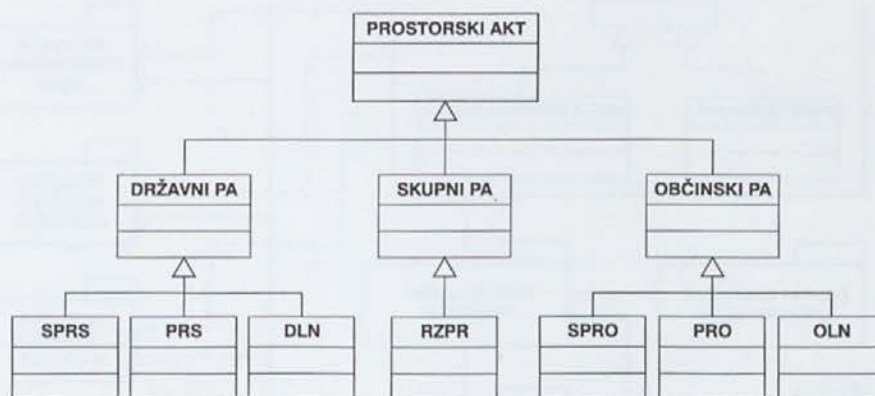 PROSTORSKI AKT
DRŽAVNI PA
SKUPNI PA
OBČINSKI PA
SPRS
PRS
DLN
RZPR
SPRO
PRO
OLN